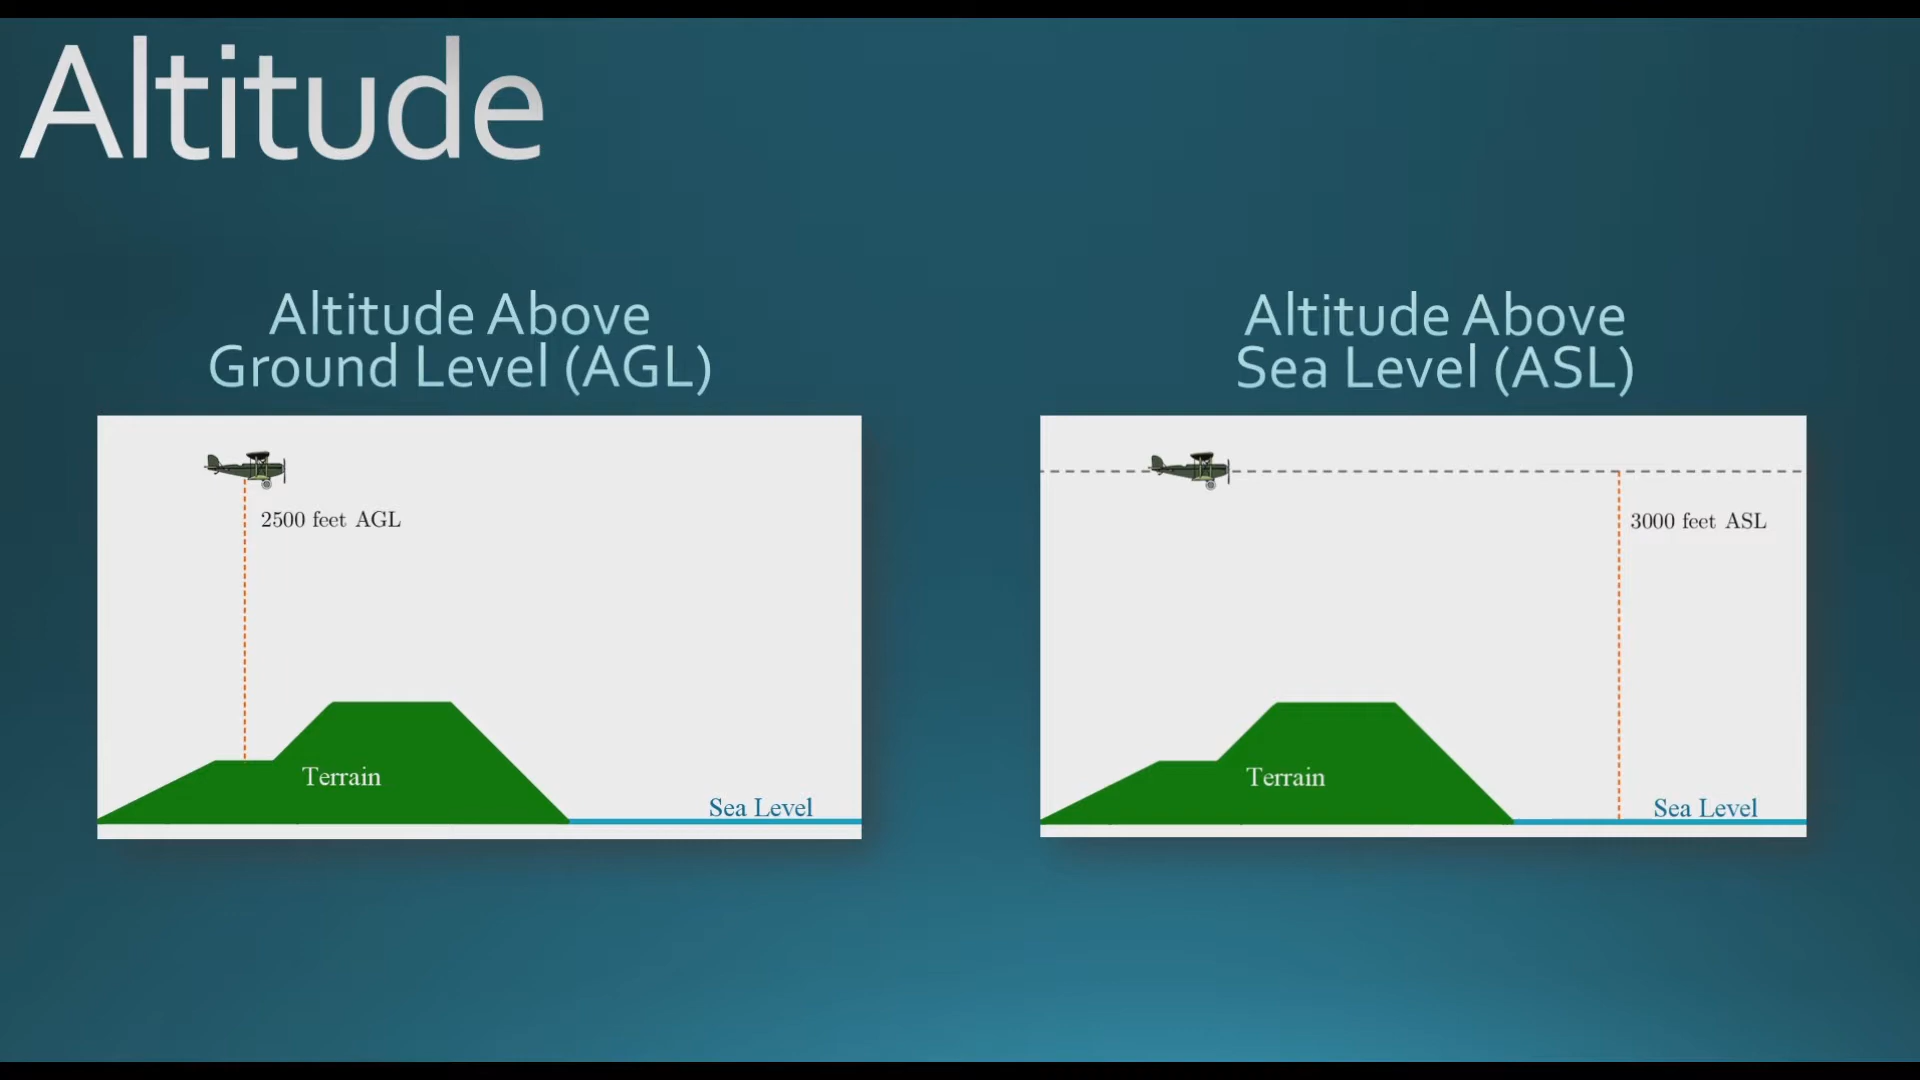 Altitude
Altitude Above
Ground Level (AGL)
2500 feet AGL
Terrain
Sea Level
Altitude Above
Sea Level (ASL)
3000 feet ASL
Terrain
Sea Level